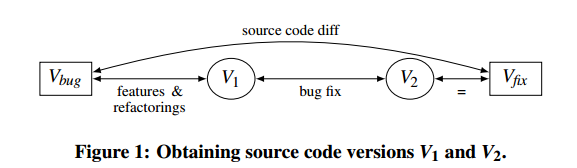 source code diff
V_bug V_1 V_2 V_fix
features &
refactorings
bug fix
=
Figure 1: Obtaining source code versions V_1 and V_2.